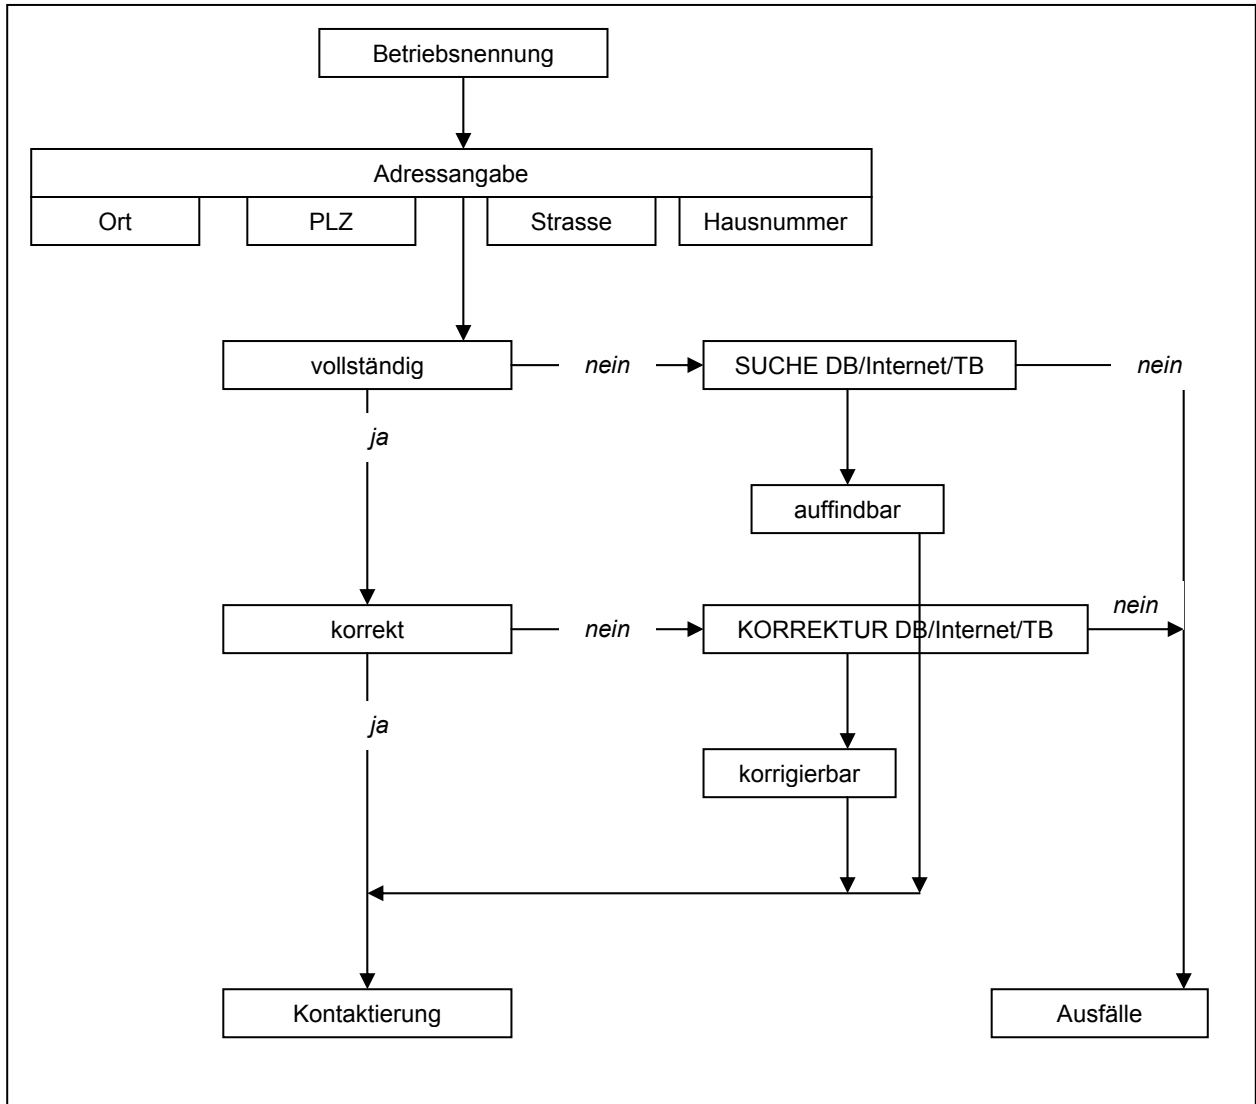 Betriebsnennung
Adressangabe
Ort PLZ Strasse Hausnummer
vollständig nein SUCHE DB/Internet/TB nein
ja
auffindbar
korrekt nein KORREKTUR DB/Internet/TB nein
ja
korrigierbar
Kontaktierung Ausfälle